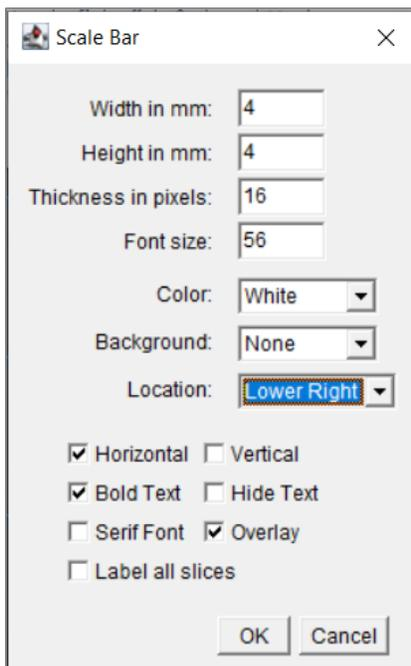 Scale Bar
Width in mm: 4
Height in mm: 4
Thickness in pixels: 16
Font size: 56
Color: White
Background: None
Location: Lower Right
Horizontal Vertical
Bold Text Hide Text
Serif Font Overlay
Label all slices
OK Cancel